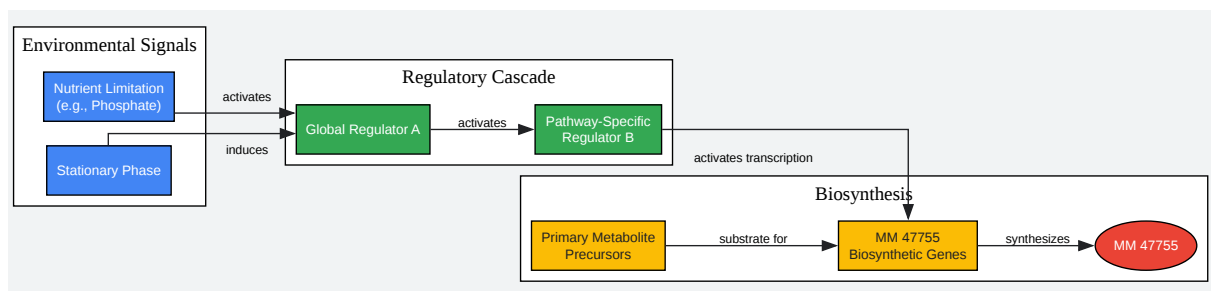 Environmental Signals
Nutrient Limitation
(e.g., Phosphate)
activates
Stationary Phase
induces
Regulatory Cascade
Global Regulator A
activates
Pathway-Specific
Regulator B
activates transcription
Biosynthesis
Primary Metabolite
Precursors
substrate for
MM 47755
Biosynthetic Genes
synthesizes
MM 47755